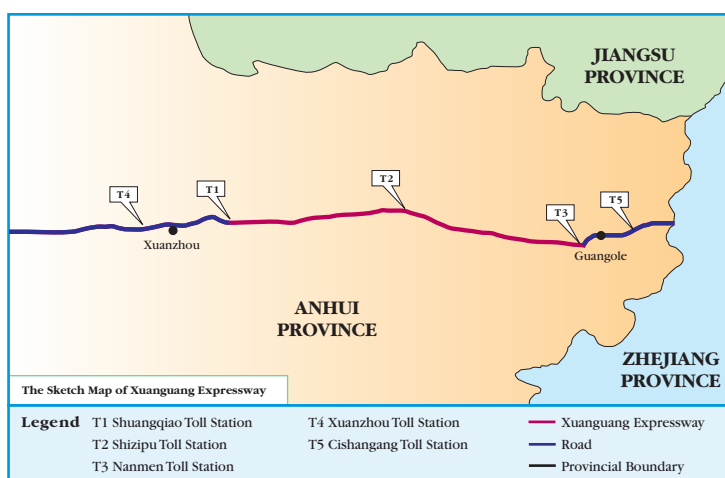 JIANGSU
PROVINCE
T4
T1
T2
T3
T5
Xuanzhou
Guangole
ANHUI
PROVINCE
ZHEJIANG
PROVINCE
The Sketch Map of Xuanguang Expressway
Legend T1 Shuangqiao Toll Station T4 Xuanzhou Toll Station Xuanguang Expressway
T2 Shizipu Toll Station T5 Cishangang Toll Station Road
T3 Nanmen Toll Station Provincial Boundary